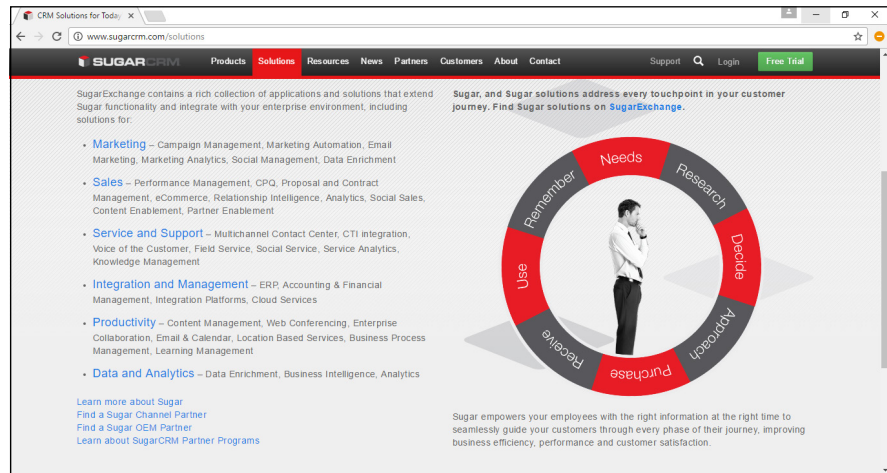 CRM Solutions for Today
www.sugarcrm.com/solutions
SUGARCRM
Products Solutions Resources News Partners Customers About Contact Support Login Free Trial
SugarExchange contains a rich collection of applications and solutions that extend
Sugar functionality and integrate with your enterprise environment, including
solutions for:
• Marketing – Campaign Management, Marketing Automation, Email
Marketing, Marketing Analytics, Social Management, Data Enrichment
• Sales – Performance Management, CPQ, Proposal and Contract
Management, eCommerce, Relationship Intelligence, Analytics, Social Sales,
Content Enablement, Partner Enablement
• Service and Support – Multichannel Contact Center, CTI integration,
Voice of the Customer, Field Service, Social Service, Service Analytics,
Knowledge Management
• Integration and Management – ERP, Accounting & Financial
Management, Integration Platforms, Cloud Services
• Productivity – Content Management, Web Conferencing, Enterprise
Collaboration, Email & Calendar, Location Based Services, Business Process
Management, Learning Management
• Data and Analytics – Data Enrichment, Business Intelligence, Analytics
Learn more about Sugar
Find a Sugar Channel Partner
Find a Sugar OEM Partner
Learn about SugarCRM Partner Programs
Sugar, and Sugar solutions address every touchpoint in your customer
journey. Find Sugar solutions on SugarExchange.
Needs
Research
Decide
Approach
Purchase
Receive
Use
Remember
Sugar empowers your employees with the right information at the right time to
seamlessly guide your customers through every phase of their journey, improving
business efficiency, performance and customer satisfaction.